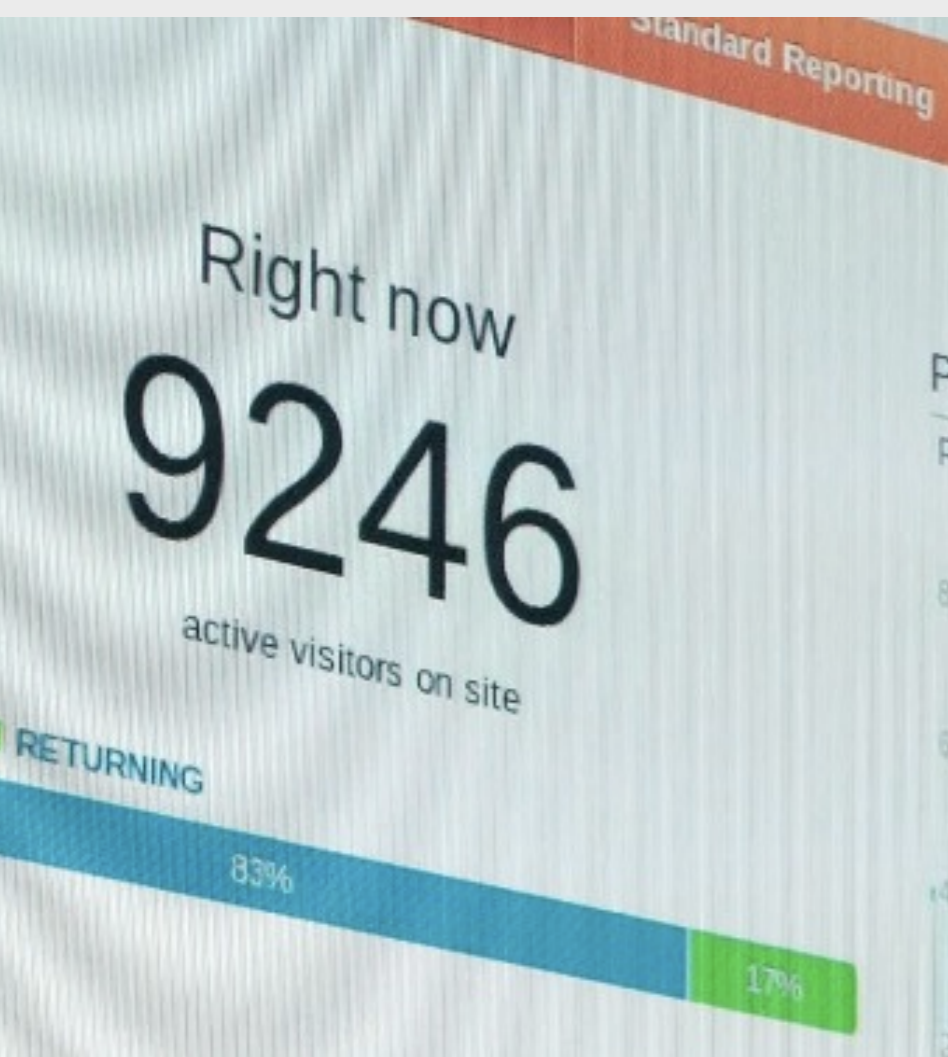 Standard Reporting
Right now
9246
active visitors on site
RETURNING
83%
17%